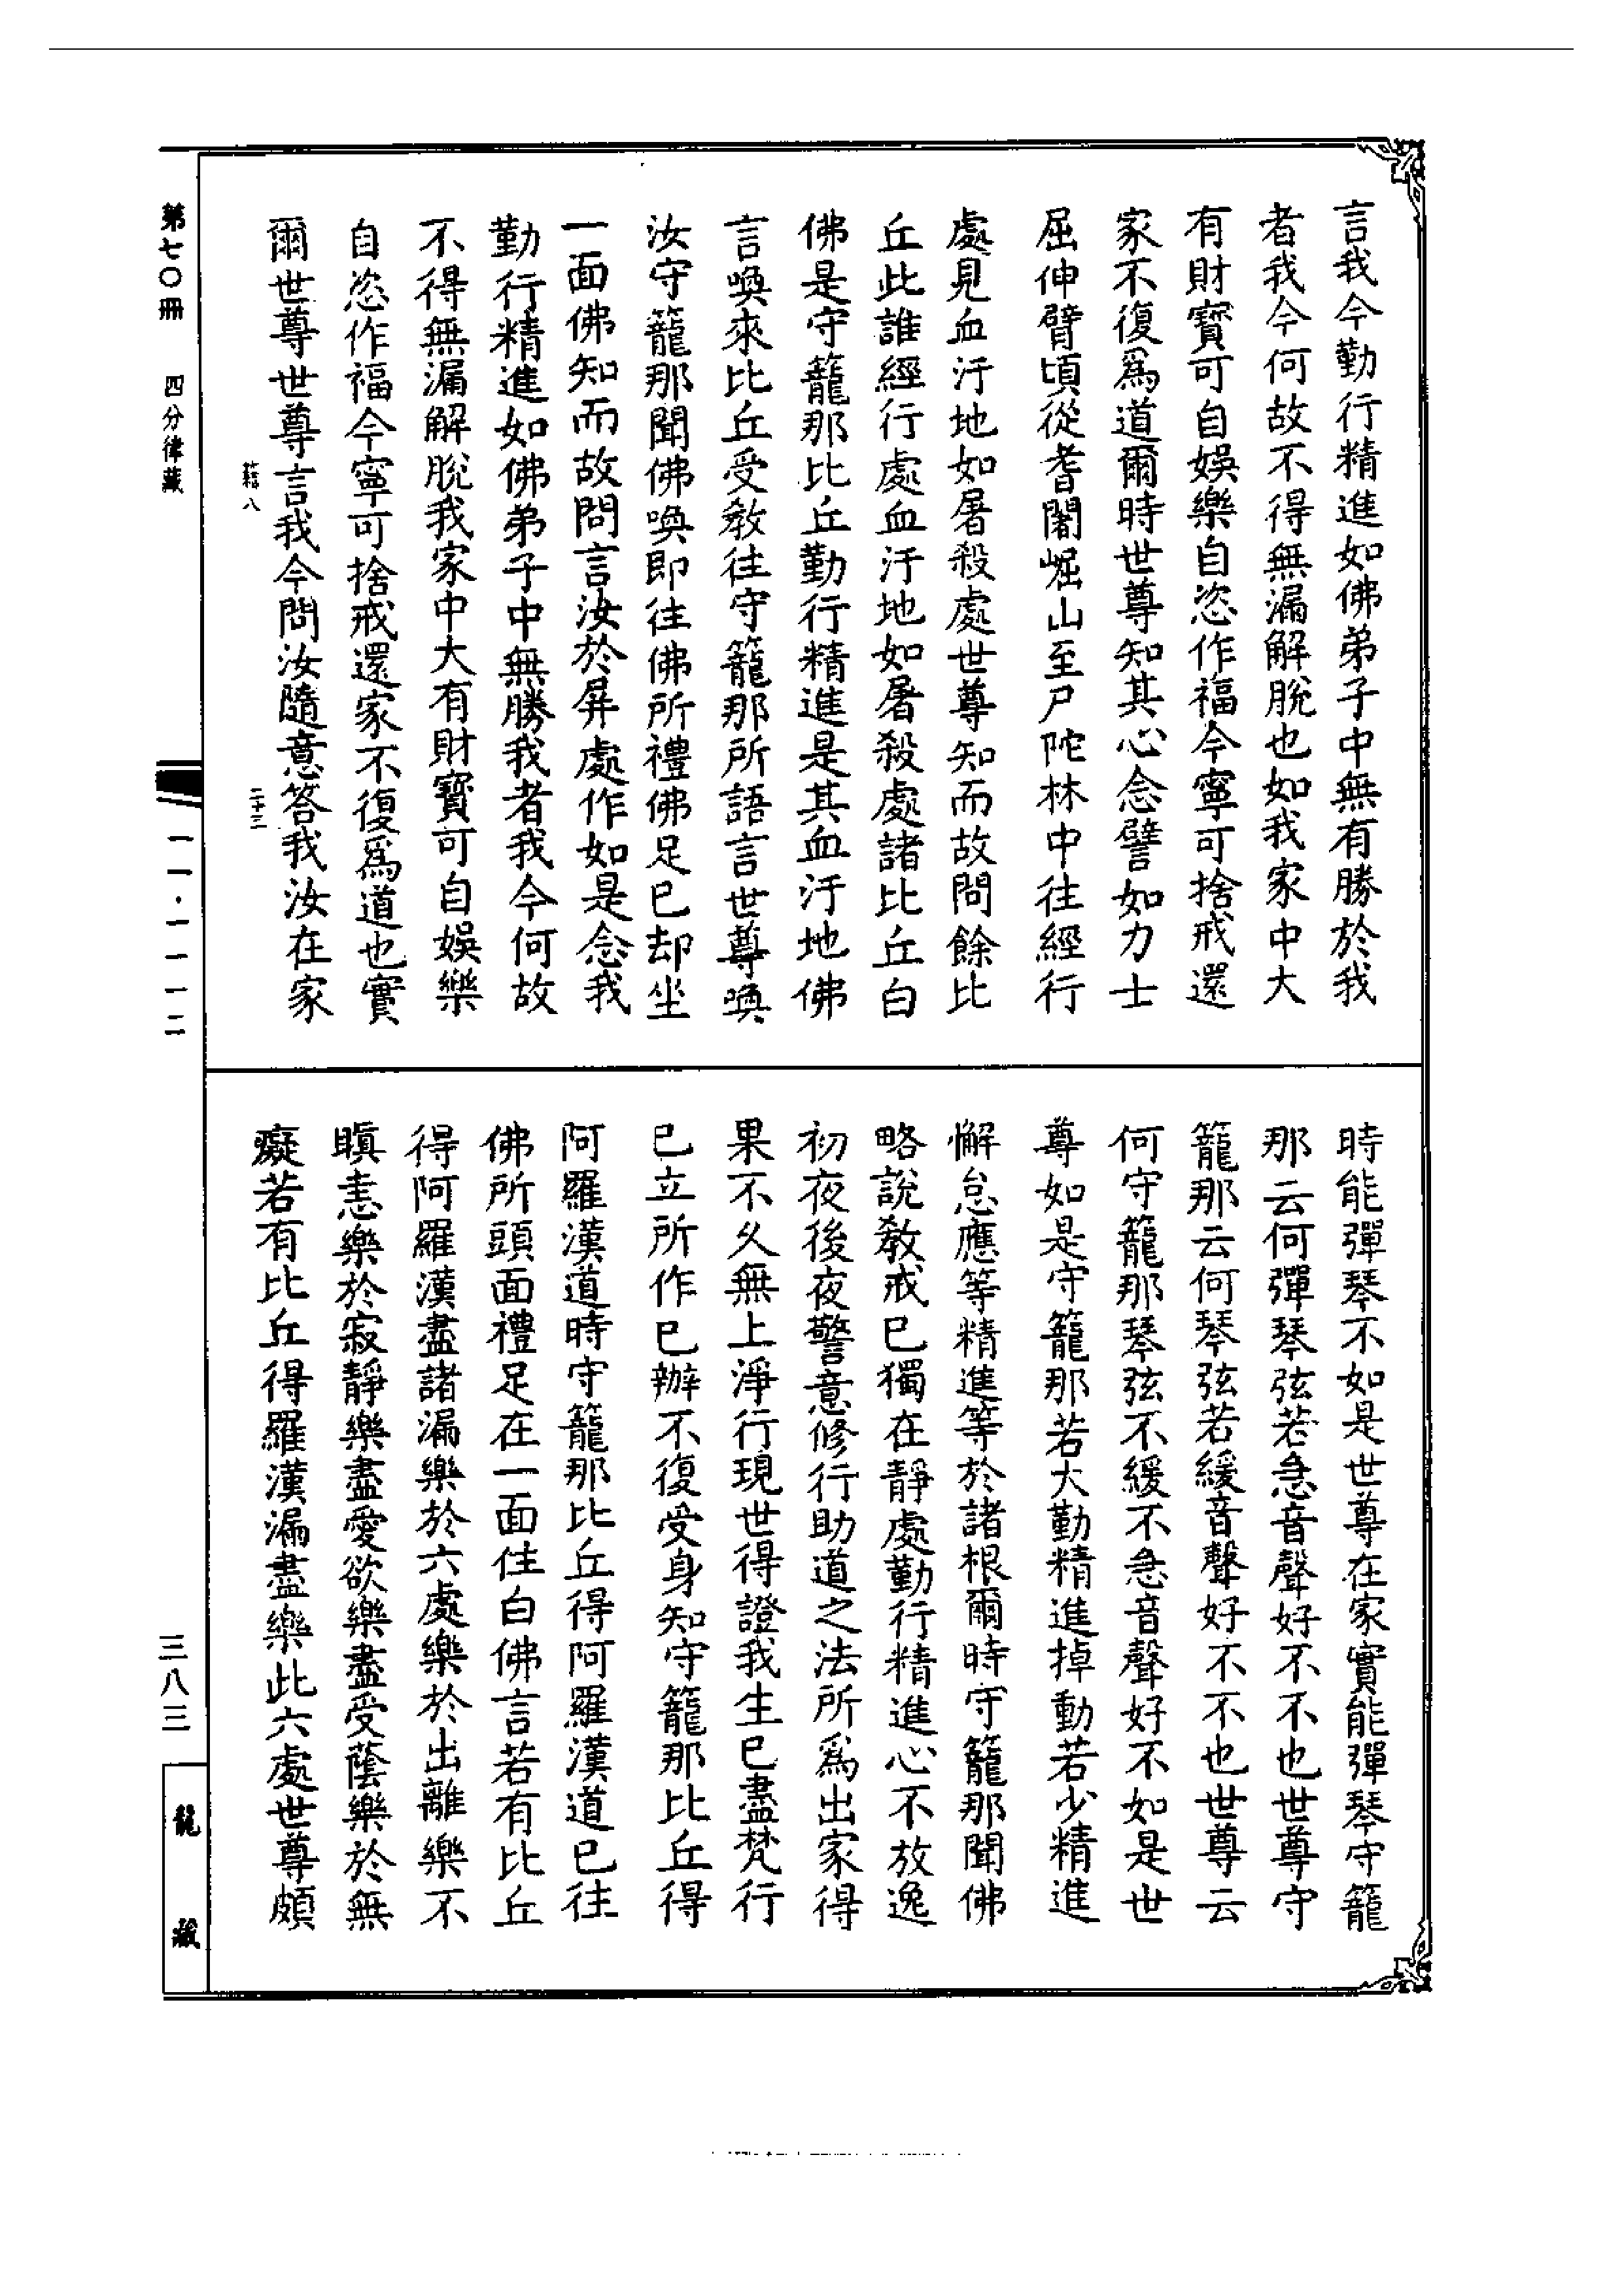 言我今勤行精進如佛弟子中無有勝於我
者我今何故不得無漏解脫也如我家中大
有財寶可自娛樂自恣作福今寧可捨戒還
家不復爲道爾時世尊知其心念譬如力士
屈伸臂頃從耆闍崛山至尸陀林中往經行
處見血汙地如屠殺處世尊知而故問餘比
丘此誰經行處血汙地如屠殺處諸比丘白
佛是守籠那比丘勤行精進是其血汙地佛
言喚來比丘受敎往守籠那所語言世尊喚
汝守籠那聞佛喚即往佛所禮佛足已却坐
一面佛知而故問言汝於屏處作如是念我
勤行精進如佛弟子中無勝我者我今何故
不得無漏解脫我家中大有財寶可自娛樂
自恣作福今寧可捨戒還家不復爲道也實
爾世尊世尊言我今問汝隨意答我汝在家
時能彈琴不如是世尊在家實能彈琴守籠
那云何彈琴弦若急音聲好不不也世尊守
籠那云何琴弦若緩音聲好不不也世尊云
何守籠那琴弦不緩不急音聲好不如是世
尊如是守籠那若大勤精進掉動若少精進
懈怠應等精進等於諸根爾時守籠那聞佛
略說敎戒已獨在靜處勤行精進心不放逸
初夜後夜警意修行助道之法所爲出家得
果不久無上淨行現世得證我生已盡梵行
已立所作已辦不復受身知守籠那比丘得
阿羅漢道時守籠那比丘得阿羅漢道已往
佛所頭面禮足在一面住白佛言若有比丘
得阿羅漢盡諸漏樂於六處樂於出離樂不
瞋恚樂於寂靜樂盡愛欲樂盡受蔭樂於無
癡若有比丘得羅漢漏盡樂此六處世尊頗
籍八
二十三
第七〇冊 四分律藏
一一·一一一二
三八三
龍藏